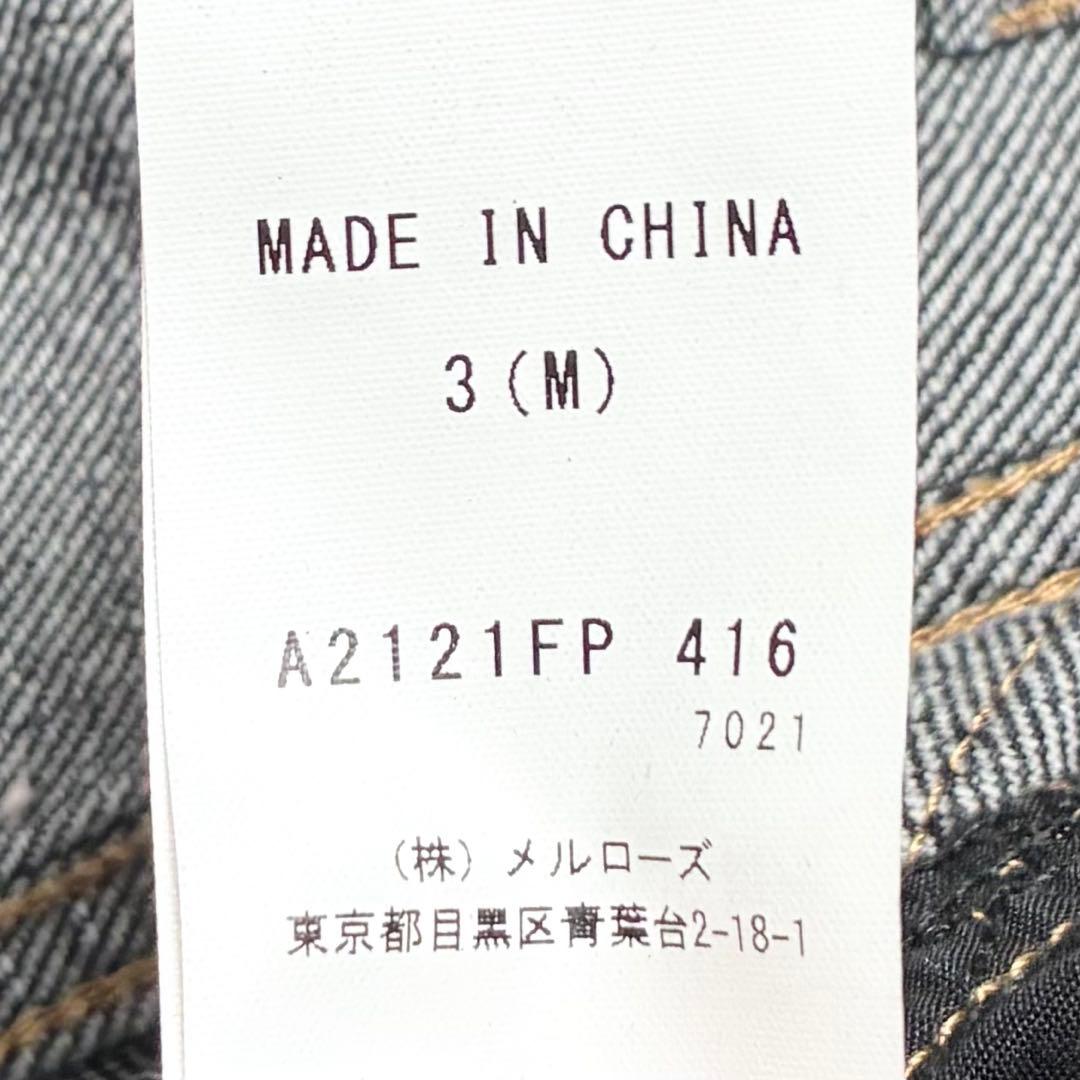 MADE IN CHINA
3(M)
A2121FP 416
7021
(株)メルローズ
東京都目黒区青葉台2-18-1